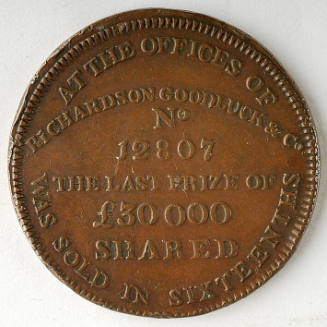 AT THE OFFICES OF
RICHARDSON GOODLUCK & Cº
Nº
12807
THE LAST PRIZE OF
£30000
SHARED
WAS SOLD IN SIXTEENTHS